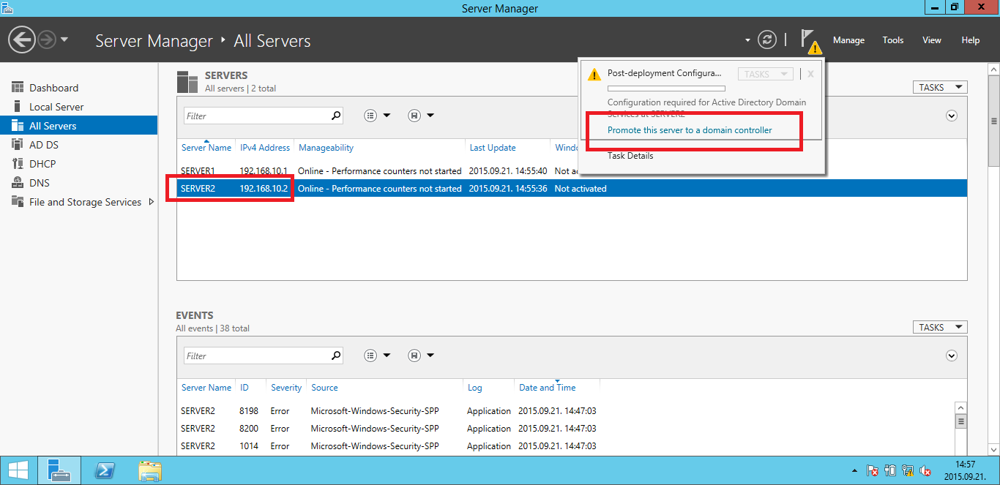 Server Manager
Server Manager ‣ All Servers
Manage Tools View Help
Dashboard
Local Server
All Servers
AD DS
DHCP
DNS
File and Storage Services
SERVERS
All servers | 2 total
TASKS
Filter
Server Name IPv4 Address Manageability Last Update Windo
SERVER1 192.168.10.1 Online - Performance counters not started 2015.09.21. 14:55:40 Not a
SERVER2 192.168.10.2 Online - Performance counters not started 2015.09.21. 14:55:36 Not activated
Post-deployment Configura... TASKS X
Configuration required for Active Directory Domain
Services at SERVER2
Promote this server to a domain controller
Task Details
EVENTS
All events | 38 total
TASKS
Filter
Server Name ID Severity Source Log Date and Time
SERVER2 8198 Error Microsoft-Windows-Security-SPP Application 2015.09.21. 14:47:03
SERVER2 8200 Error Microsoft-Windows-Security-SPP Application 2015.09.21. 14:47:03
SERVER2 1014 Error Microsoft-Windows-Security-SPP Application 2015.09.21. 14:47:03
14:57
2015.09.21.